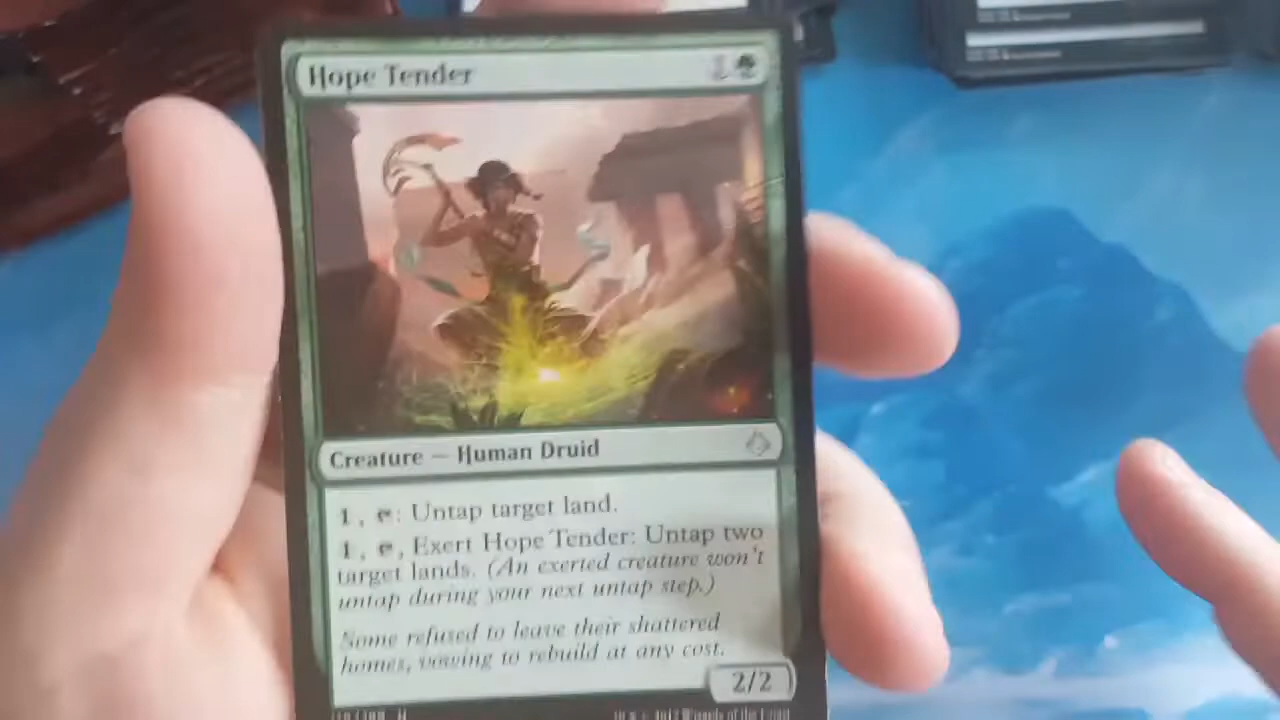 Hope Tender
Creature — Human Druid
1, : Untap target land.
1, , Exert Hope Tender: Untap two
target lands. (An exerted creature won't
untap during your next untap step.)
Some refused to leave their shattered
homes, vowing to rebuild at any cost.
2/2